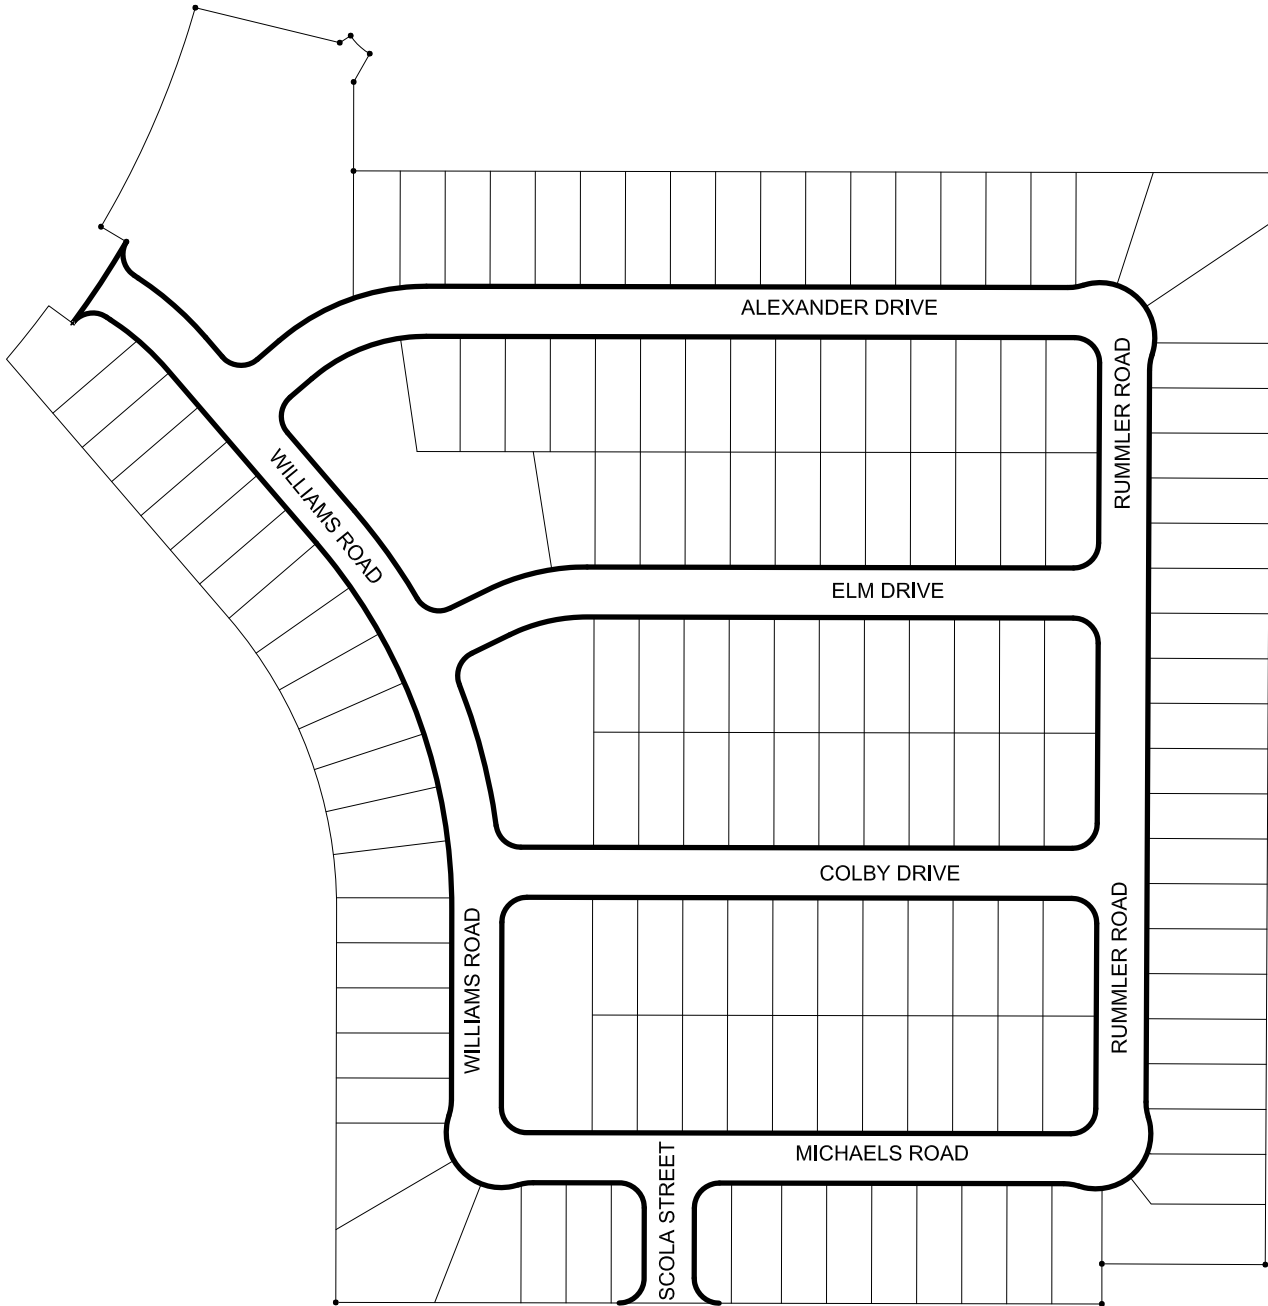 ALEXANDER DRIVE
RUMMLER ROAD
WILLIAMS ROAD
ELM DRIVE
COLBY DRIVE
WILLIAMS ROAD
RUMMLER ROAD
MICHAELS ROAD
SCOLA STREET